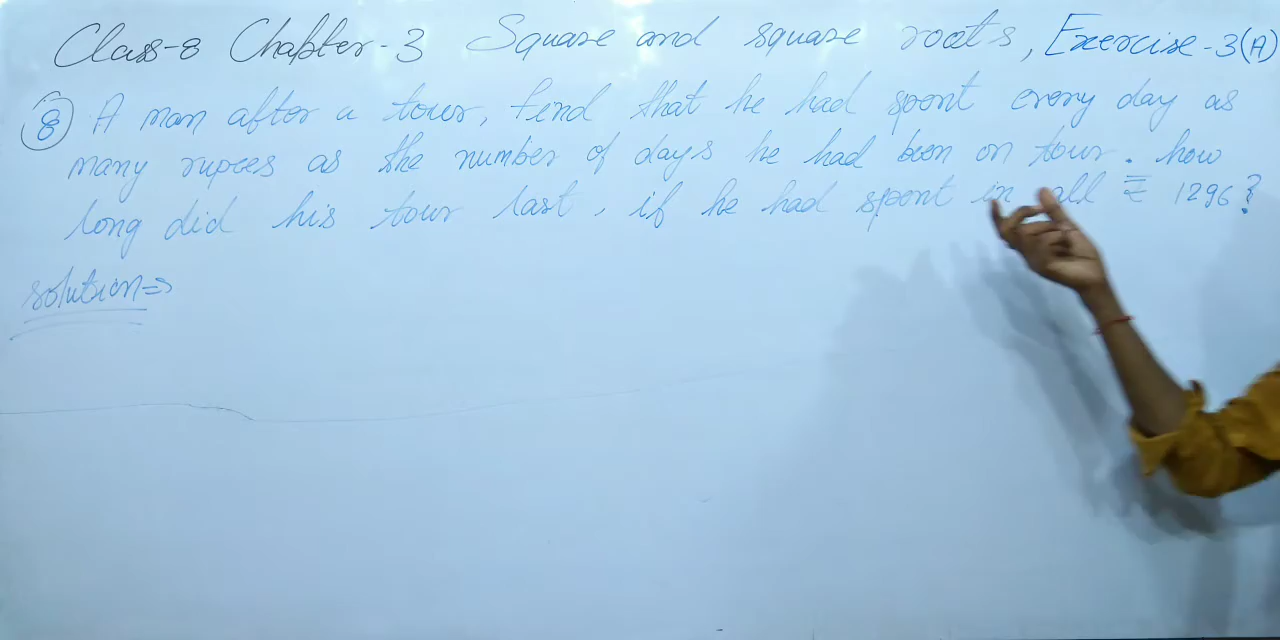 Class-8 Chapter-3 Square and square roots, Exercise-3(A)
8 A man after a tour, find that he had spent every day as
many rupees as the number of days he had been on tour. how
long did his tour last, if he had spent in all ₹ 1296?
solution⇒